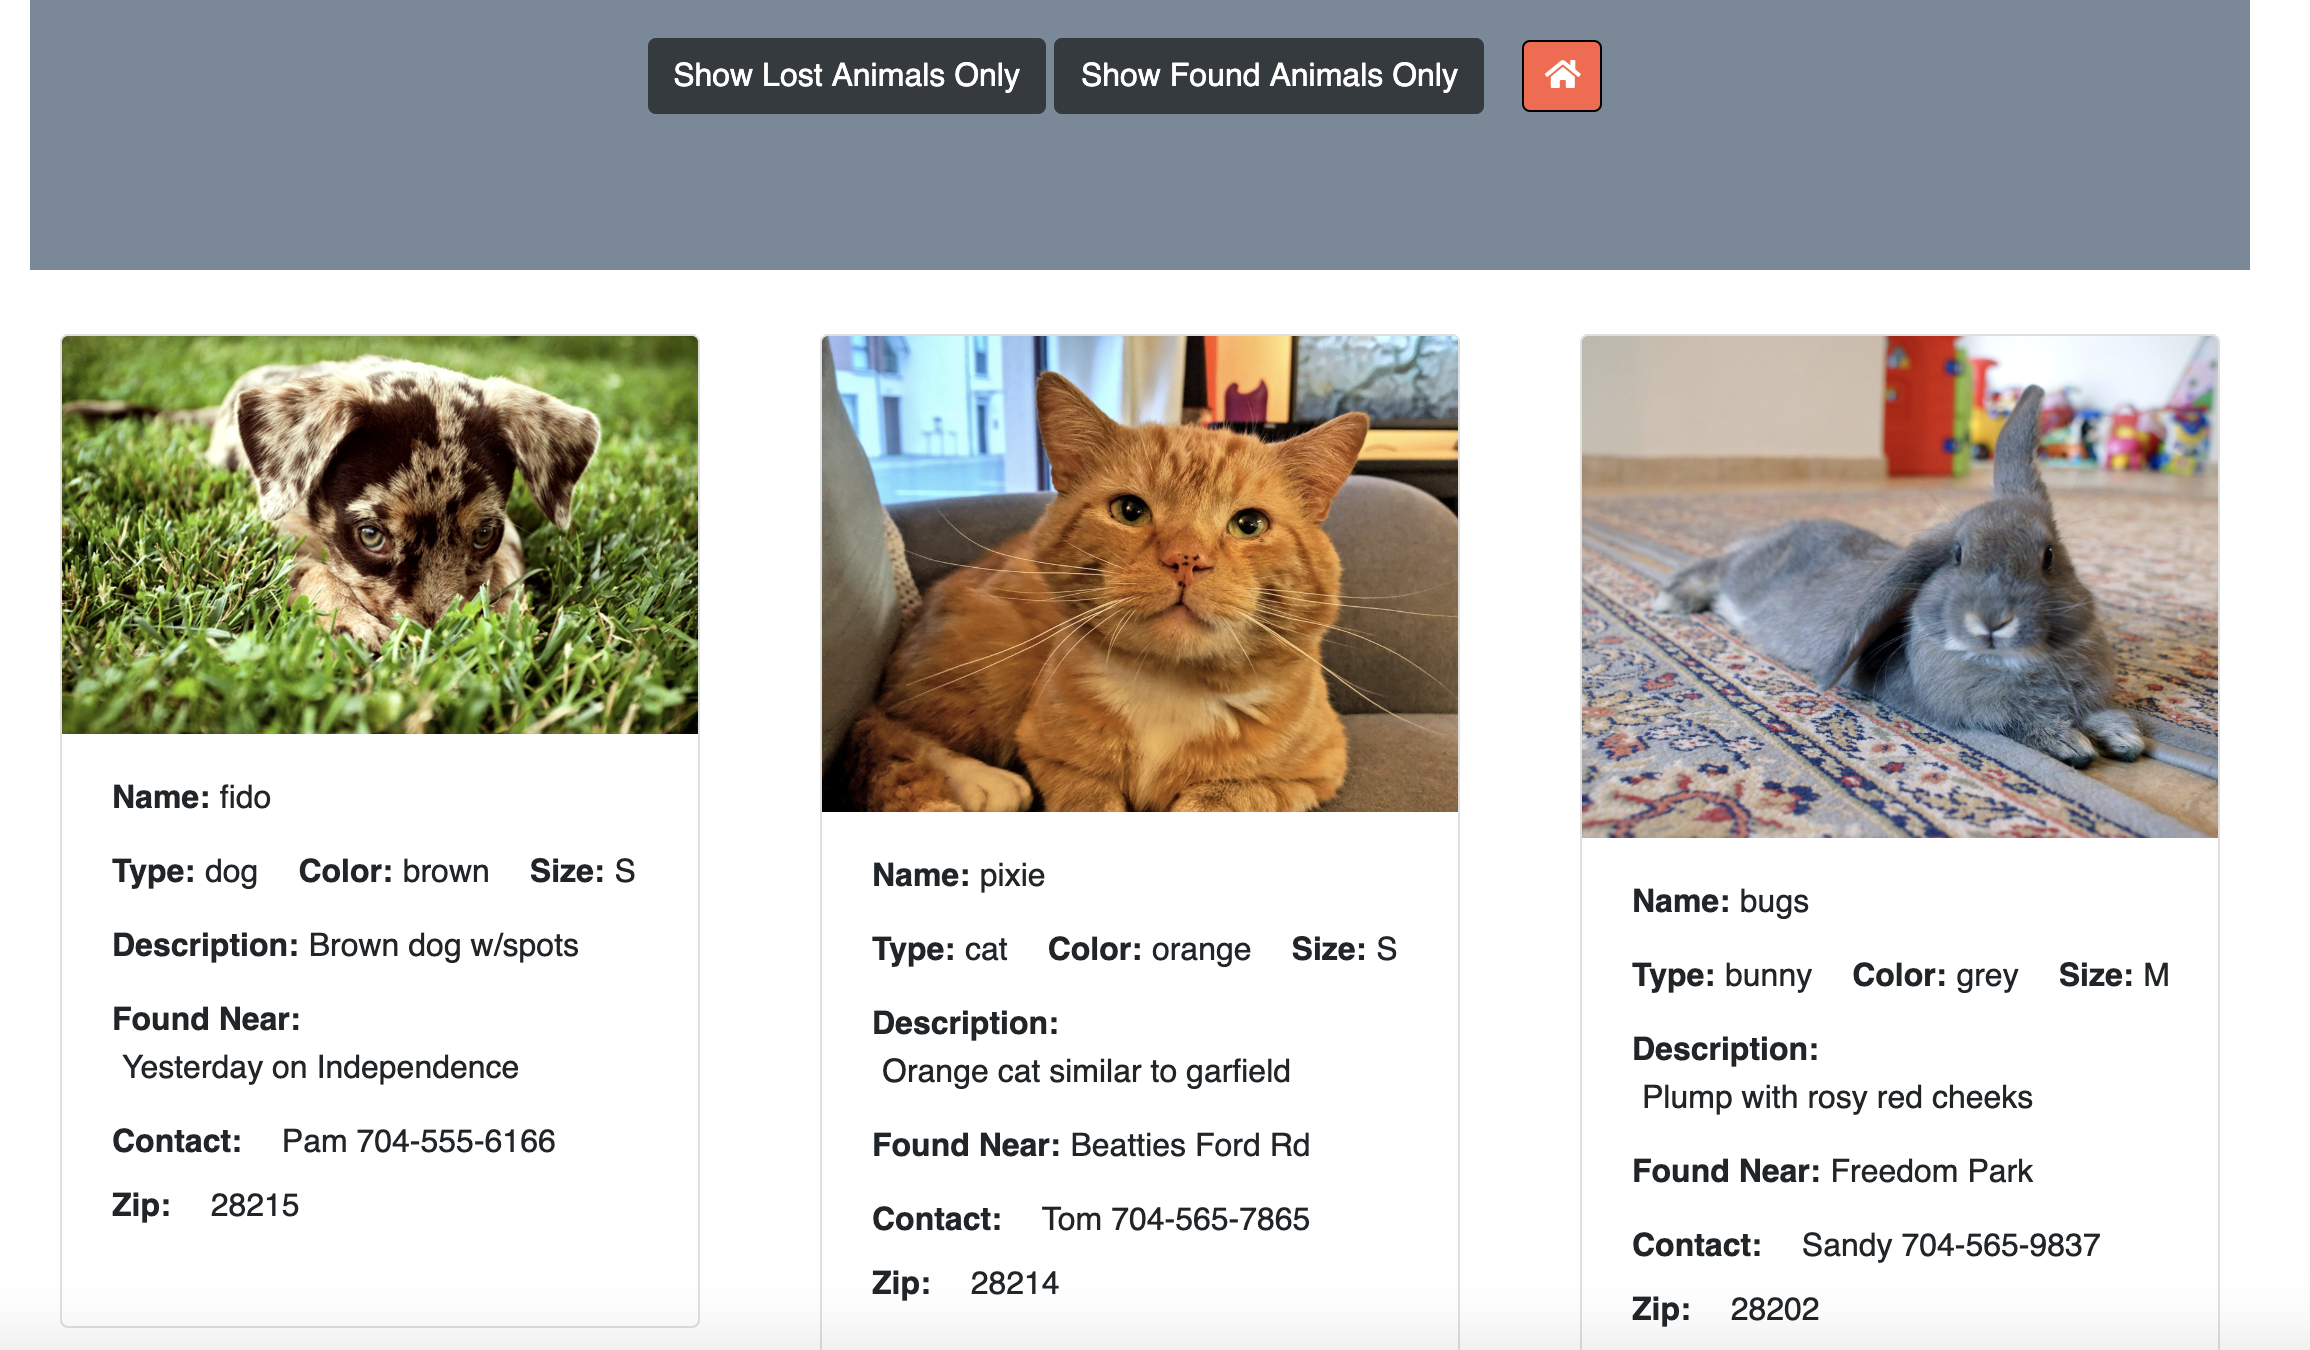 Show Lost Animals Only
Show Found Animals Only
Name: fido
Type: dog Color: brown Size: S
Description: Brown dog w/spots
Found Near:
Yesterday on Independence
Contact: Pam 704-555-6166
Zip: 28215
Name: pixie
Type: cat Color: orange Size: S
Description:
Orange cat similar to garfield
Found Near: Beatties Ford Rd
Contact: Tom 704-565-7865
Zip: 28214
Name: bugs
Type: bunny Color: grey Size: M
Description:
Plump with rosy red cheeks
Found Near: Freedom Park
Contact: Sandy 704-565-9837
Zip: 28202